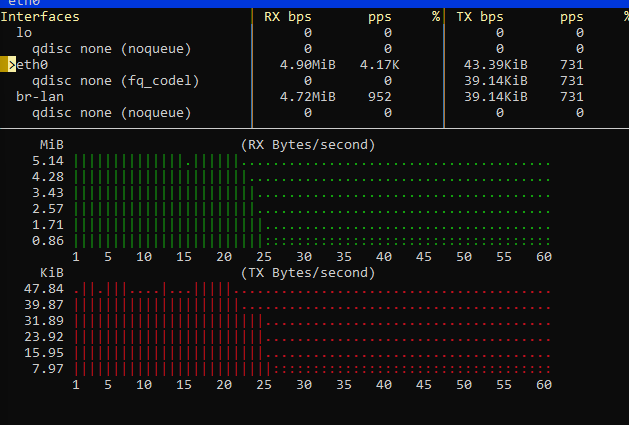 eth0
Interfaces RX bps pps % TX bps pps %
lo 0 0 0 0
qdisc none (noqueue) 0 0 0 0
>eth0 4.90MiB 4.17K 43.39KiB 731
qdisc none (fq_codel) 0 0 39.14KiB 731
br-lan 4.72MiB 952 39.14KiB 731
qdisc none (noqueue) 0 0 0 0
MiB (RX Bytes/second)
5.14 ||||||||||||||.||||||........................................
4.28
3.43
2.57
1.71
0.86
1 5 10 15 20 25 30 35 40 45 50 55 60
KiB (TX Bytes/second)
47.84
39.87
31.89
23.92
15.95
7.97
1 5 10 15 20 25 30 35 40 45 50 55 60